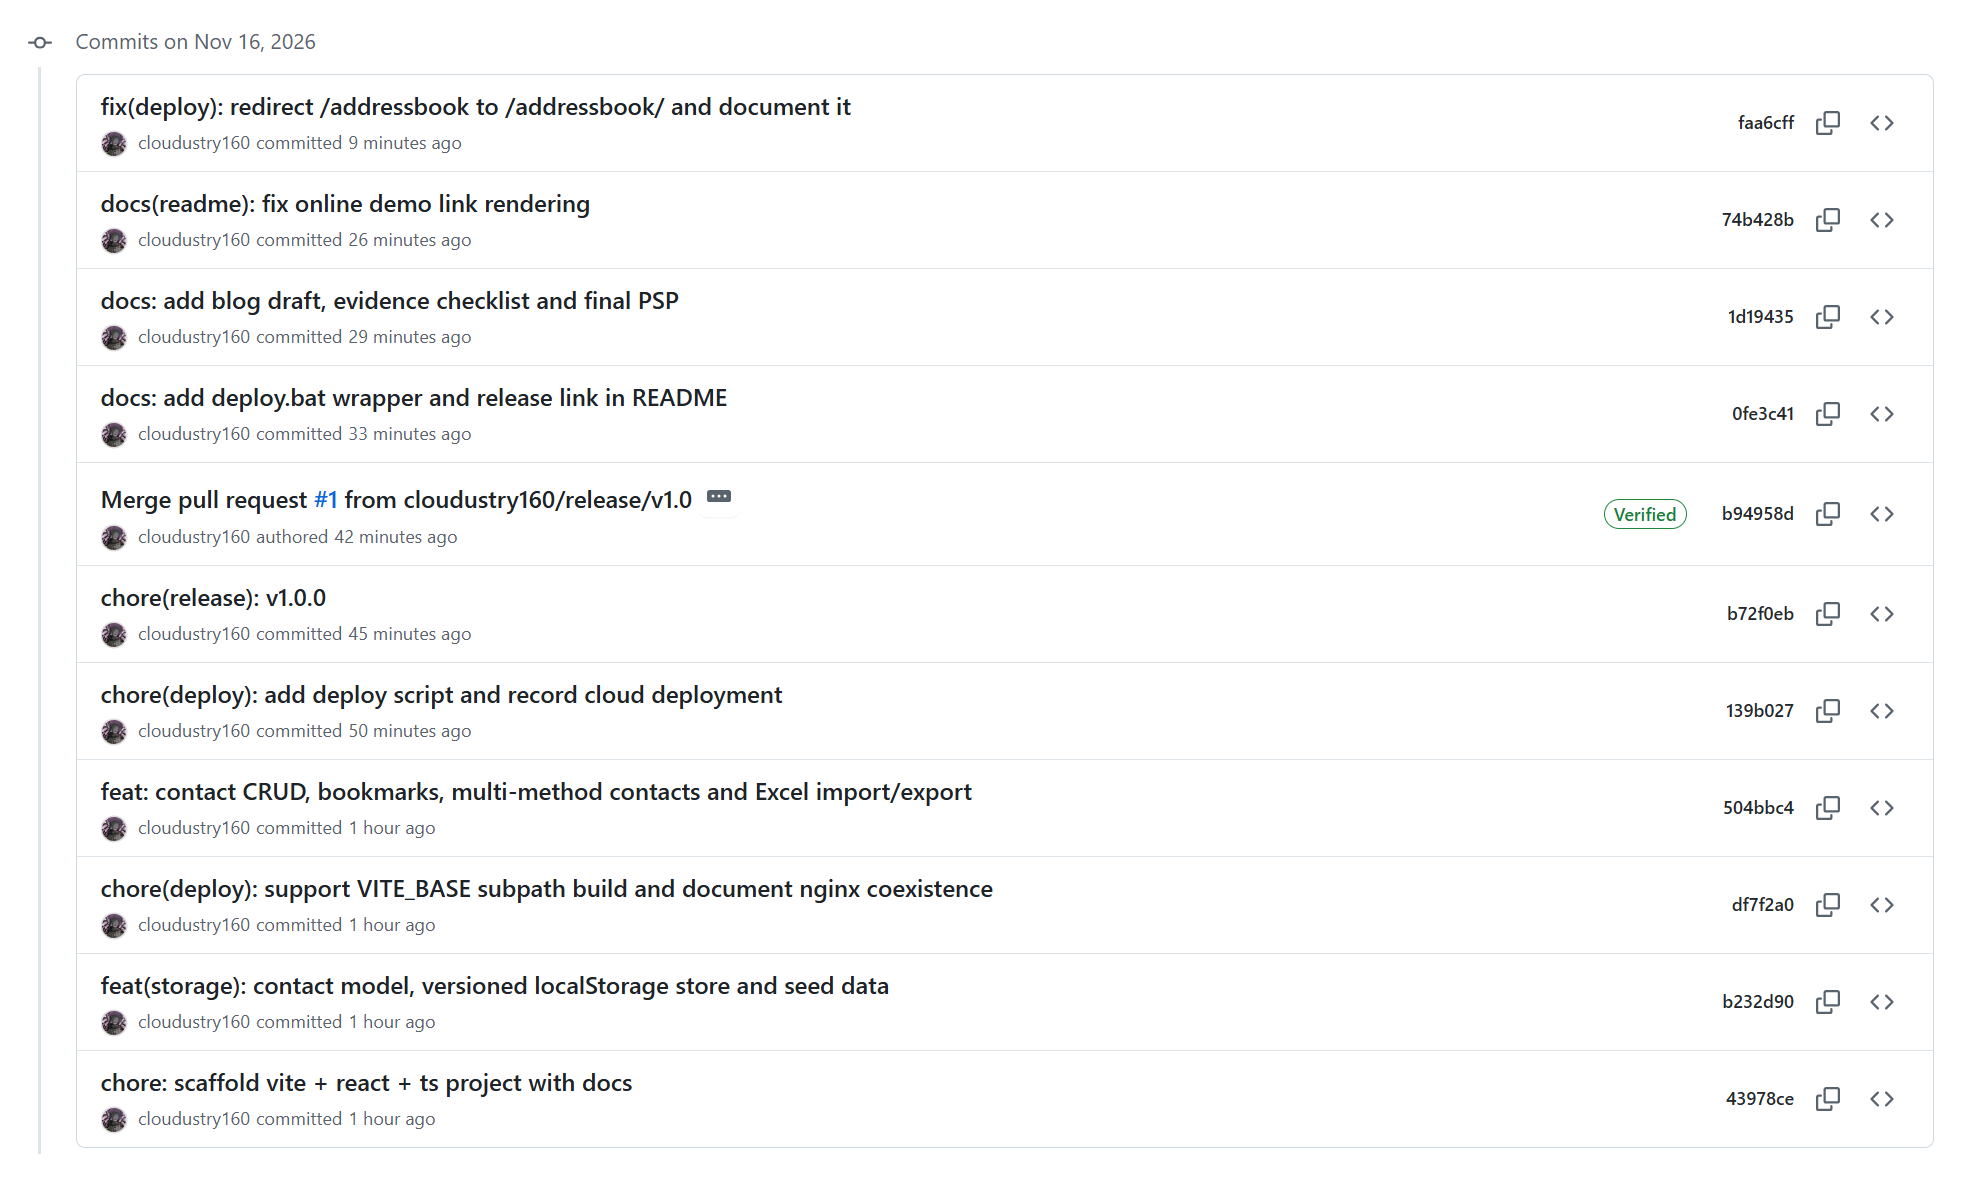 Commits on Nov 16, 2026
fix(deploy): redirect /addressbook to /addressbook/ and document it
cloudustry160 committed 9 minutes ago
faa6cff
docs(readme): fix online demo link rendering
cloudustry160 committed 26 minutes ago
74b428b
docs: add blog draft, evidence checklist and final PSP
cloudustry160 committed 29 minutes ago
1d19435
docs: add deploy.bat wrapper and release link in README
cloudustry160 committed 33 minutes ago
0fe3c41
Merge pull request #1 from cloudustry160/release/v1.0
cloudustry160 authored 42 minutes ago
Verified
b94958d
chore(release): v1.0.0
cloudustry160 committed 45 minutes ago
b72f0eb
chore(deploy): add deploy script and record cloud deployment
cloudustry160 committed 50 minutes ago
139b027
feat: contact CRUD, bookmarks, multi-method contacts and Excel import/export
cloudustry160 committed 1 hour ago
504bbc4
chore(deploy): support VITE_BASE subpath build and document nginx coexistence
cloudustry160 committed 1 hour ago
df7f2a0
feat(storage): contact model, versioned localStorage store and seed data
cloudustry160 committed 1 hour ago
b232d90
chore: scaffold vite + react + ts project with docs
cloudustry160 committed 1 hour ago
43978ce